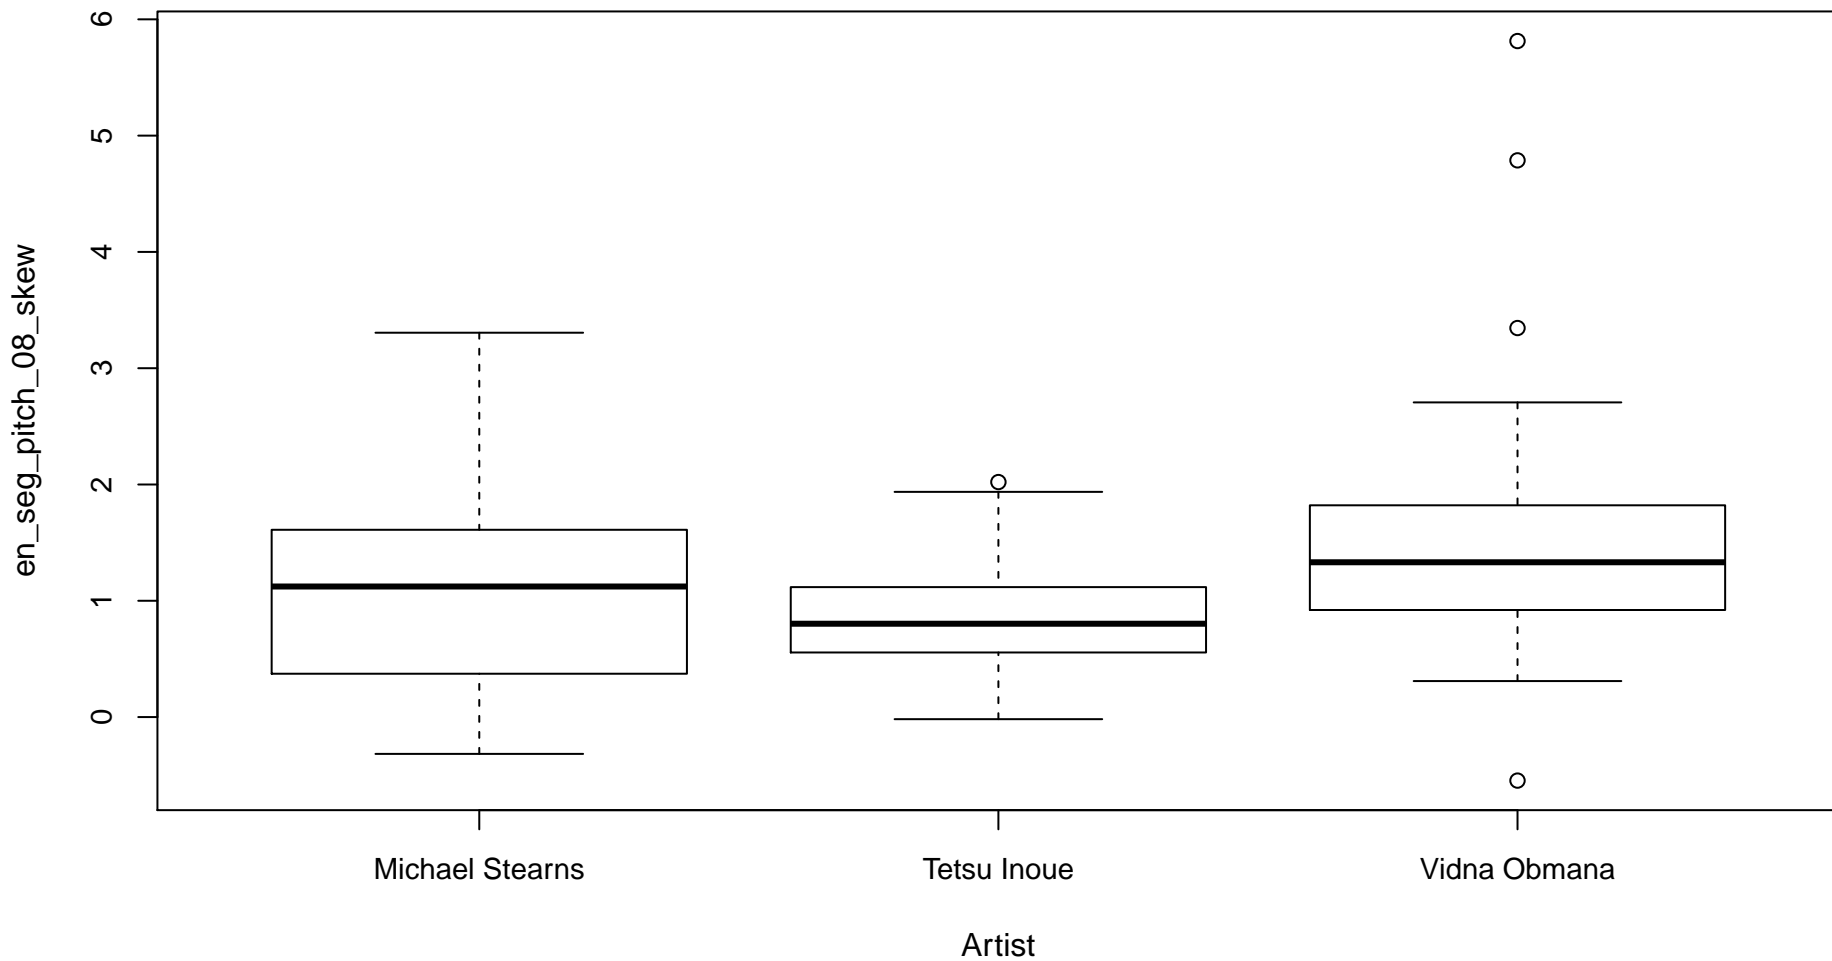 6
5
4
3
2
1
0
en_seg_pitch_08_skew
Michael Stearns
Tetsu Inoue
Vidna Obmana
Artist